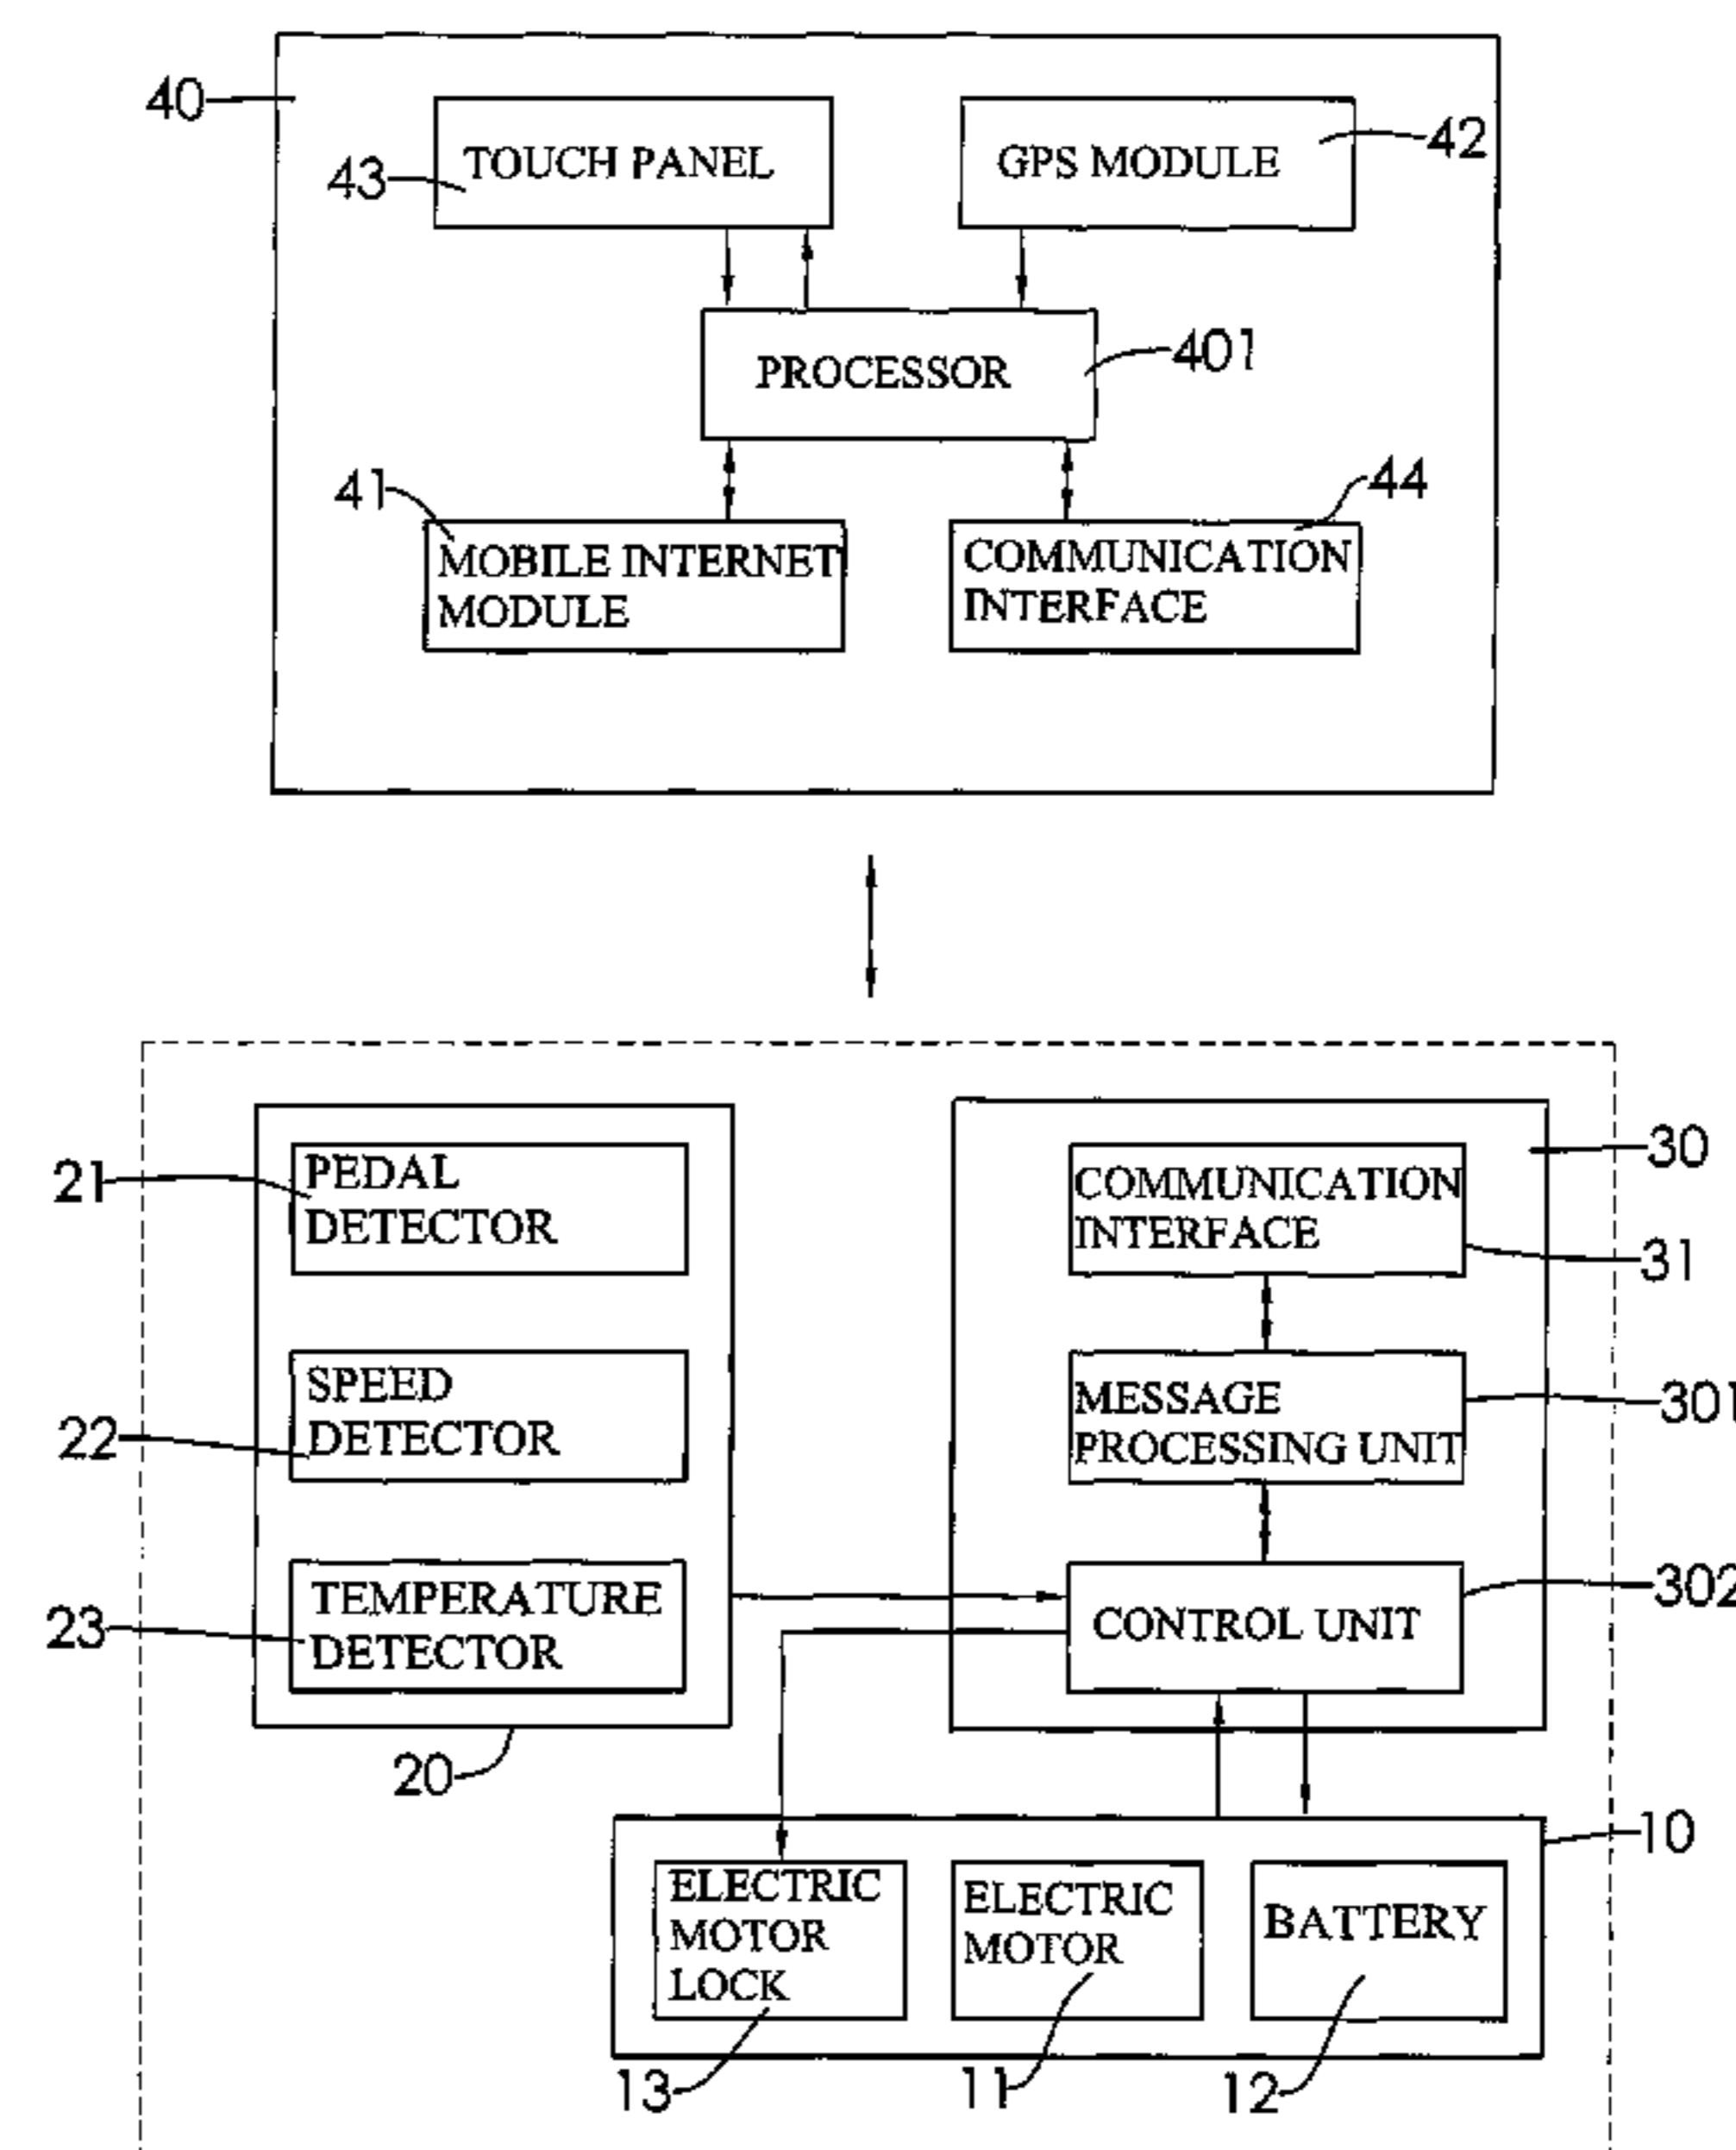 40
43
TOUCH PANEL
GPS MODULE
42
PROCESSOR
401
41
MOBILE INTERNET
MODULE
COMMUNICATION
INTERFACE
44
21
PEDAL
DETECTOR
22
SPEED
DETECTOR
23
TEMPERATURE
DETECTOR
20
30
COMMUNICATION
INTERFACE
31
MESSAGE
PROCESSING UNIT
301
CONTROL UNIT
302
10
ELECTRIC
MOTOR
LOCK
ELECTRIC
MOTOR
BATTERY
13
11
12